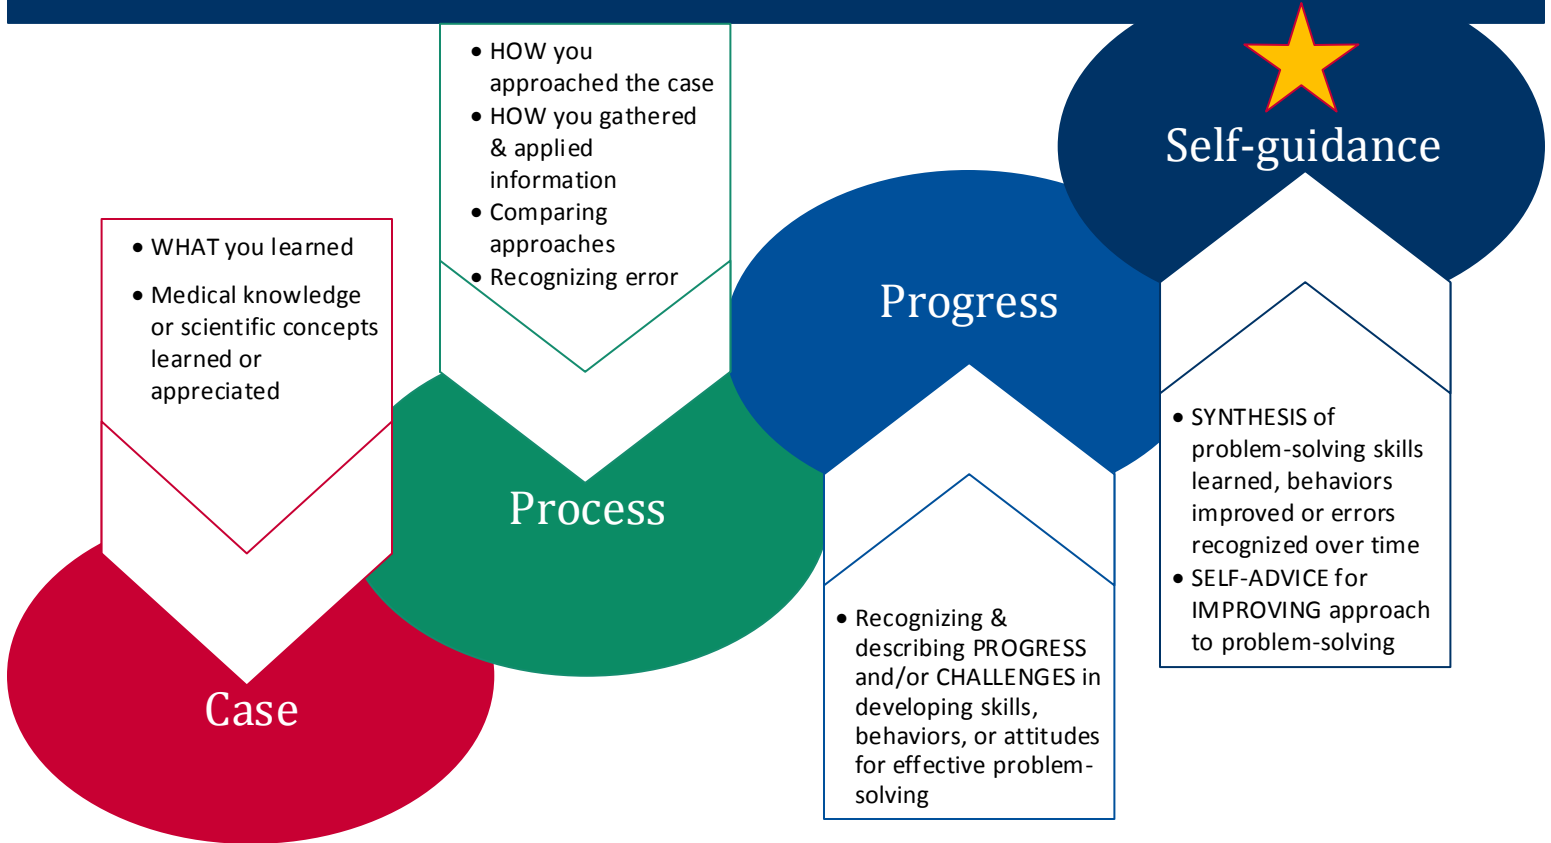 • WHAT you learned
• Medical knowledge
or scientific concepts
learned or
appreciated
Case
• HOW you
approached the case
• HOW you gathered
& applied
information
• Comparing
approaches
• Recognizing error
Process
Progress
• Recognizing &
describing PROGRESS
and/or CHALLENGES in
developing skills,
behaviors, or attitudes
for effective problem-
solving
Self-guidance
• SYNTHESIS of
problem-solving skills
learned, behaviors
improved or errors
recognized over time
• SELF-ADVICE for
IMPROVING approach
to problem-solving